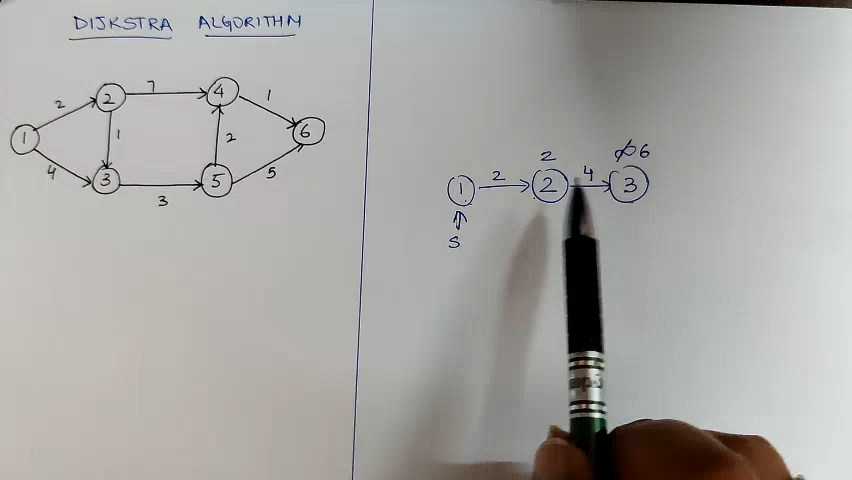 DIJKSTRA ALGORITHM
2 7 4 1
2
1 1 6
4 3 2 5 5
3
2 ∞ 6
1 2 2 4 3
S